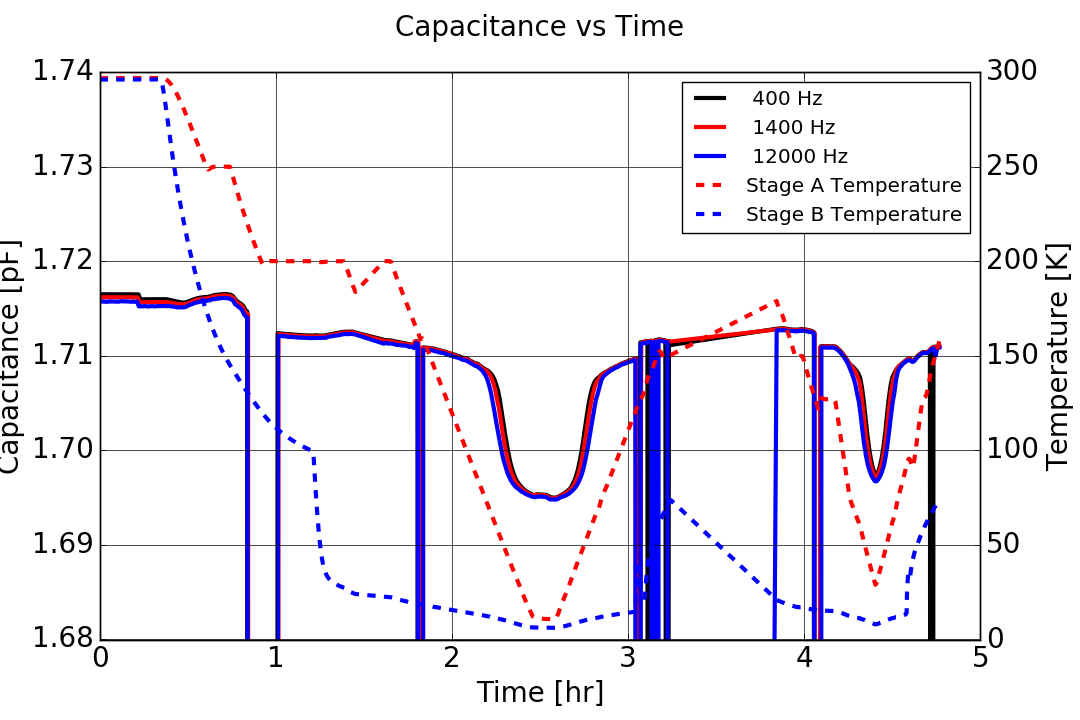 Capacitance vs Time
1.74
1.73
1.72
1.71
1.70
1.69
1.68
Capacitance [pF]
400 Hz
1400 Hz
12000 Hz
Stage A Temperature
Stage B Temperature
300
250
200
150
100
50
0
Temperature [K]
0 1 2 3 4 5
Time [hr]